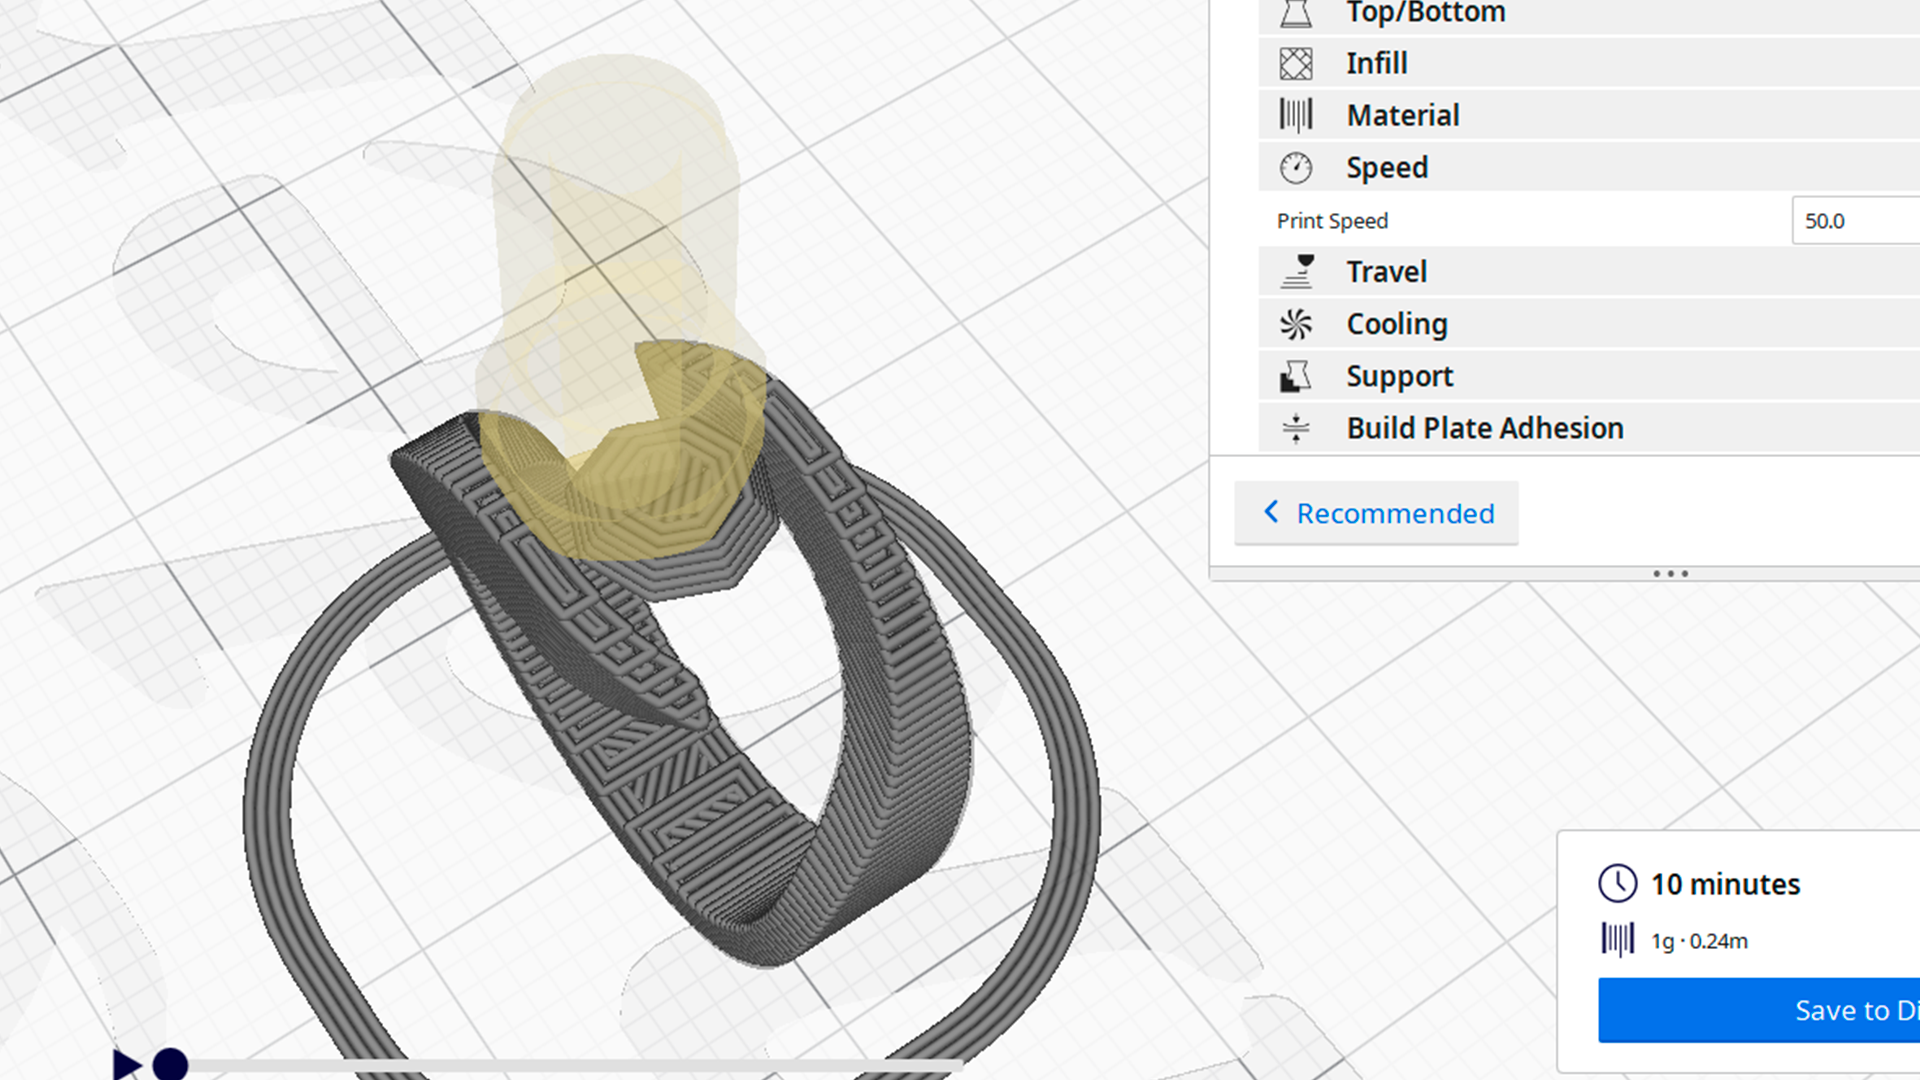 Top/Bottom
Infill
Material
Speed
Print Speed
50.0
Travel
Cooling
Support
Build Plate Adhesion
Recommended
10 minutes
1g · 0.24m
Save to Di